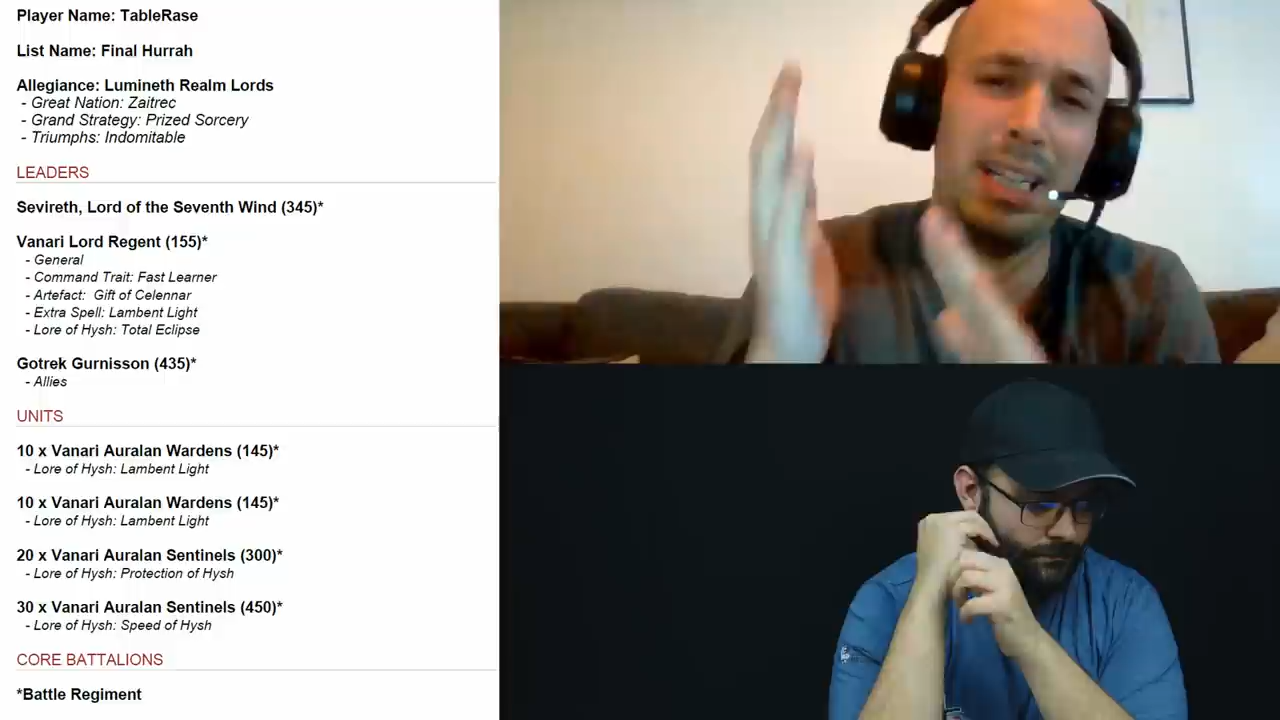 Player Name: TableRase
List Name: Final Hurrah
Allegiance: Lumineth Realm Lords
- Great Nation: Zaitrec
- Grand Strategy: Prized Sorcery
- Triumphs: Indomitable
LEADERS
Sevireth, Lord of the Seventh Wind (345)*
Vanari Lord Regent (155)*
- General
- Command Trait: Fast Learner
- Artefact: Gift of Celennar
- Extra Spell: Lambent Light
- Lore of Hysh: Total Eclipse
Gotrek Gurnisson (435)*
- Allies
UNITS
10 x Vanari Auralan Wardens (145)*
- Lore of Hysh: Lambent Light
10 x Vanari Auralan Wardens (145)*
- Lore of Hysh: Lambent Light
20 x Vanari Auralan Sentinels (300)*
- Lore of Hysh: Protection of Hysh
30 x Vanari Auralan Sentinels (450)*
- Lore of Hysh: Speed of Hysh
CORE BATTALIONS
*Battle Regiment